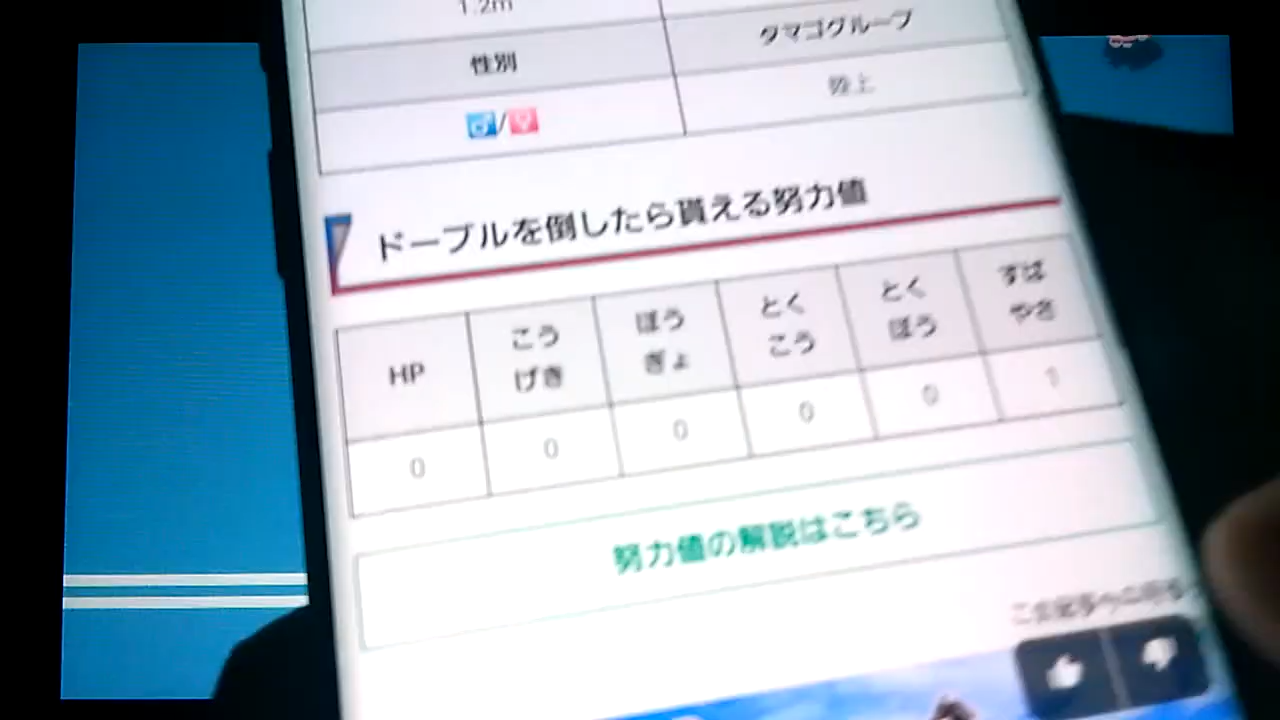 1.2m
性別
タマゴグループ
♂/♀
陸上
ドーブルを倒したら貰える努力値
HP
こう
げき
ぼう
ぎょ
とく
こう
とく
ぼう
すば
やさ
0
0
0
0
0
1
努力値の解説はこちら